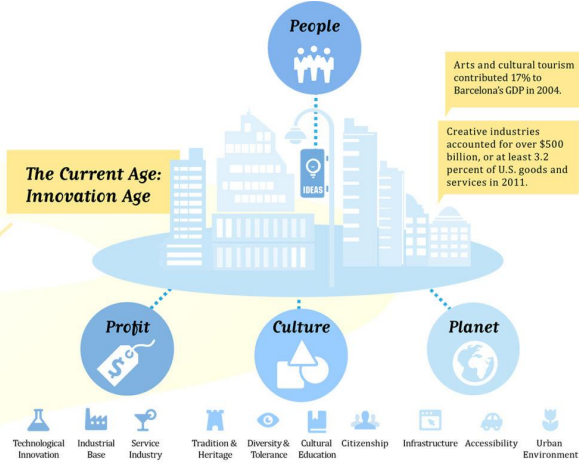 People
Arts and cultural tourism
contributed 17% to
Barcelona's GDP in 2004.
Creative industries
accounted for over $500
billion, or at least 3.2
percent of U.S. goods and
services in 2011.
The Current Age:
Innovation Age
IDEAS
Profit
$
Culture
Planet
Technological
Innovation
Industrial
Base
Service
Industry
Tradition &
Heritage
Diversity &
Tolerance
Cultural
Education
Citizenship
Infrastructure
Accessibility
Urban
Environment